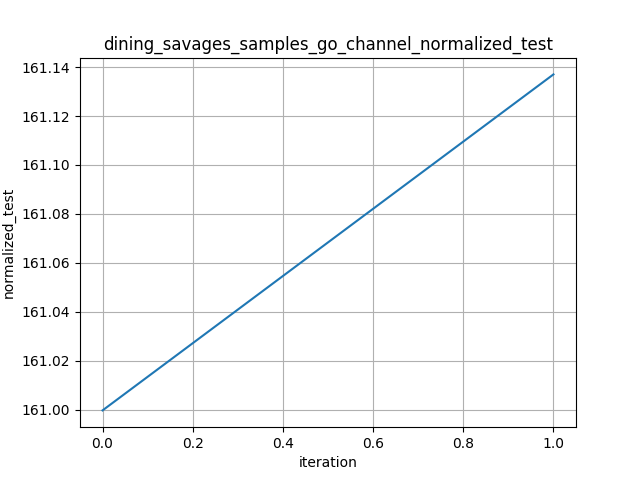 dining_savages_samples_go_channel_normalized_test
161.14
161.12
161.10
161.08
161.06
161.04
161.02
161.00
normalized_test
0.0 0.2 0.4 0.6 0.8 1.0
iteration